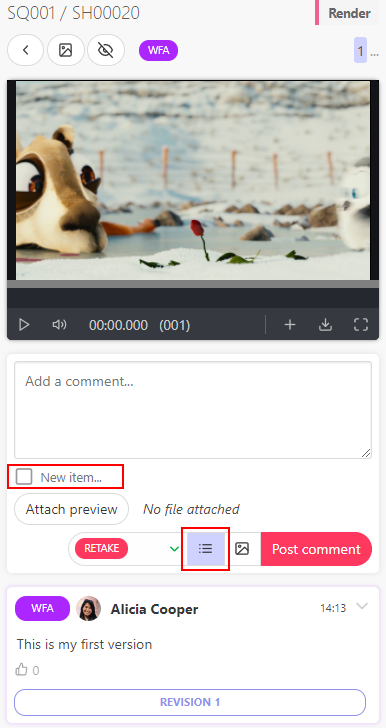 SQ001 / SH00020
Render
WFA
1 ...
00:00.000 (001)
Add a comment...
New item...
Attach preview
No file attached
RETAKE
Post comment
WFA
Alicia Cooper
14:13
This is my first version
0
REVISION 1